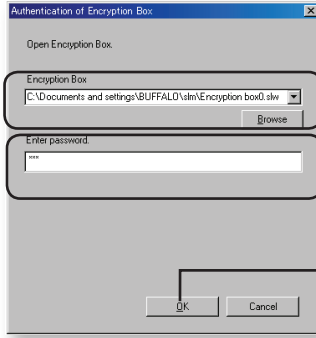 Authentication of Encryption Box
Open Encryption Box.
Encryption Box
C:\Documents and settings\BUFFALO\slm\Encryption box0.slw
Browse
Enter password.
***
OK
Cancel